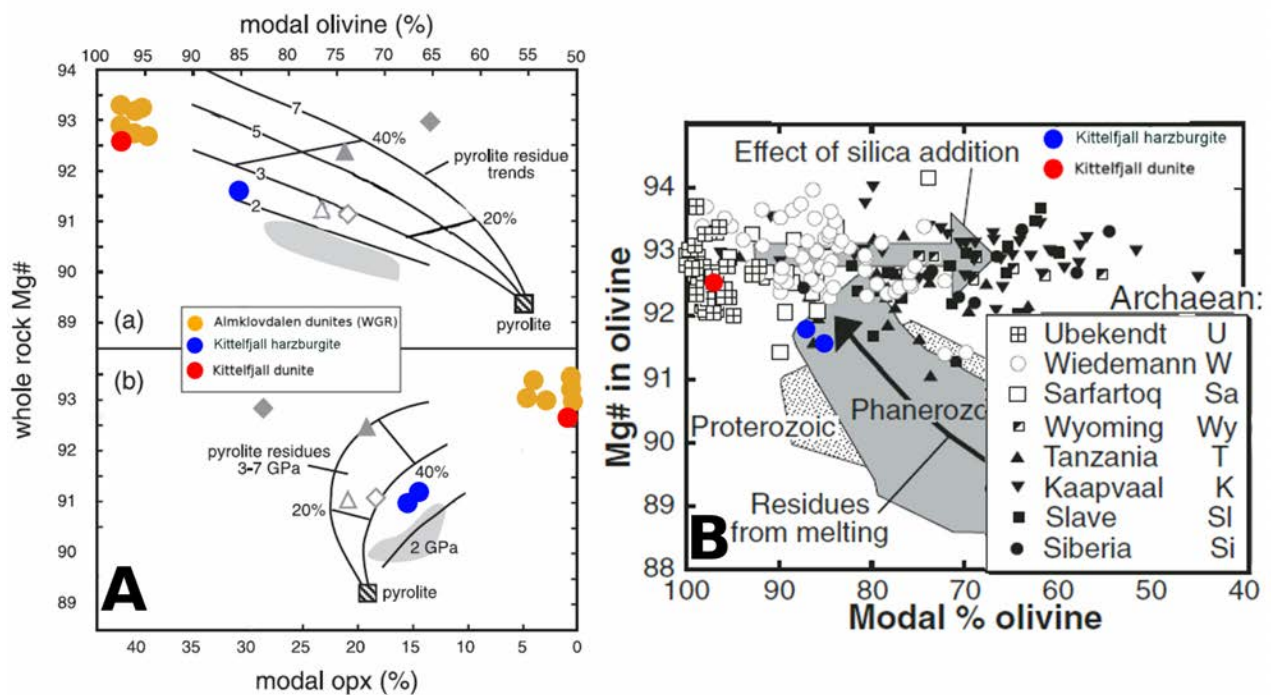 modal olivine (%)
100 95 90 85 80 75 70 65 60 55 50
94
93
92
91
90
89
7
5
3
2
40%
20%
pyrolite residue
trends
pyrolite
(a)
whole rock Mg#
Almklovdalen dunites (WGR)
Kittelfjall harzburgite
Kittelfjall dunite
(b)
93
92
91
90
89
pyrolite residues
3-7 GPa
40%
20%
2 GPa
pyrolite
A
40 30 20 10 0
modal opx (%)
Kittelfjall harzburgite
Kittelfjall dunite
Effect of silica addition
94
93
92
91
90
89
88
Mg# in olivine
Archaean:
Ubekendt U
Wiedemann W
Sarfartoq Sa
Wyoming Wy
Tanzania T
Kaapvaal K
Slave Sl
Siberia Si
Proterozoic
Phanerozo
Residues
from melting
B
100 90 80 70 60 50 40
Modal % olivine